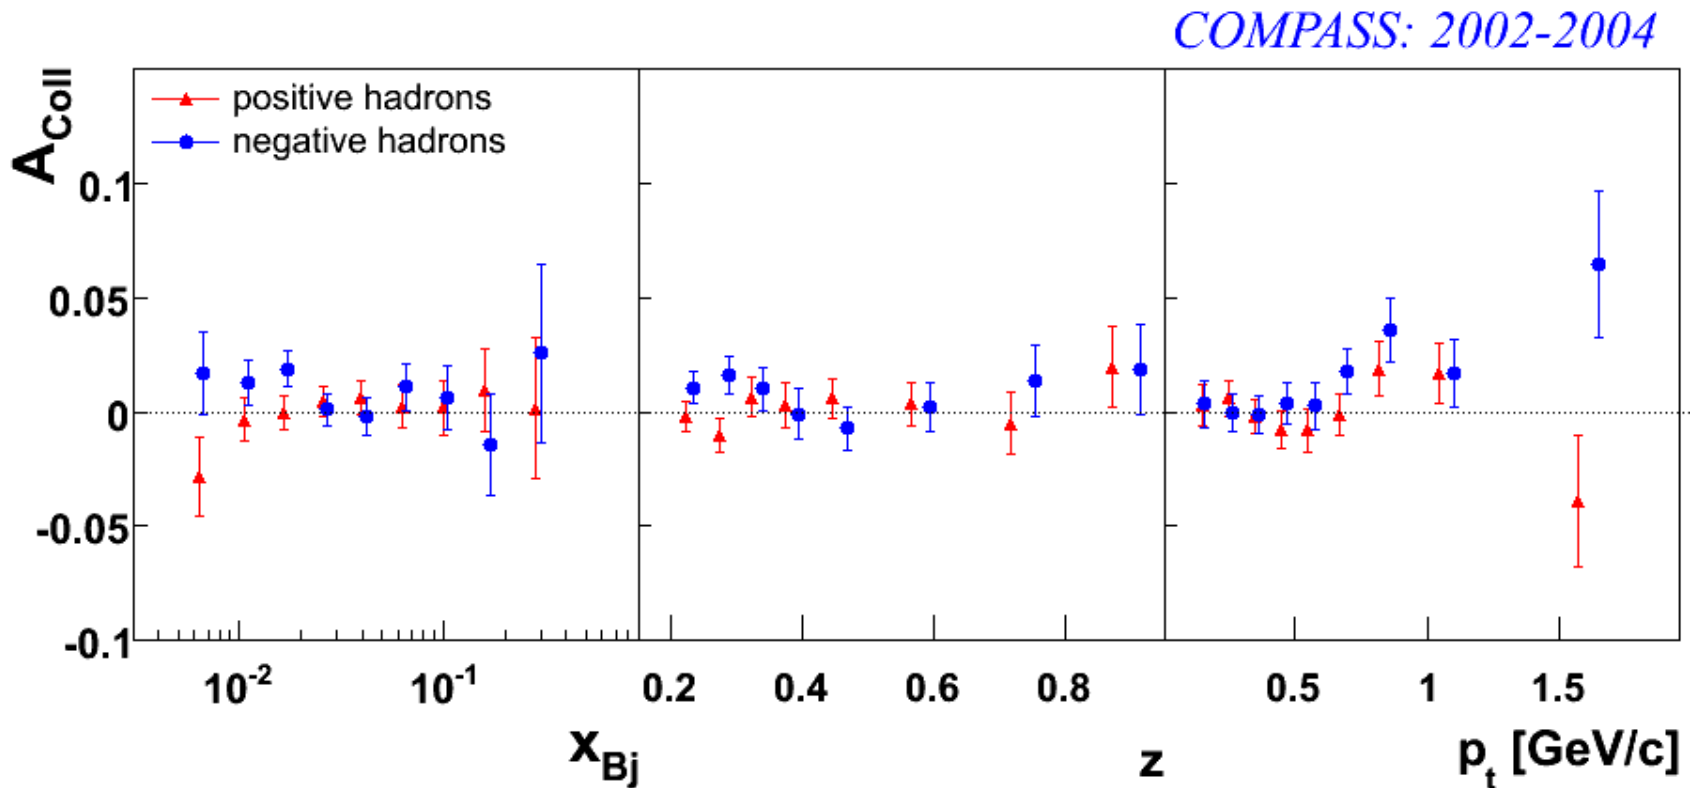 COMPASS: 2002-2004
A_Coll
positive hadrons
negative hadrons
0.1
0.05
0
-0.05
-0.1
10^-2 10^-1 0.2 0.4 0.6 0.8 0.5 1 1.5
x_Bj z p_t [GeV/c]